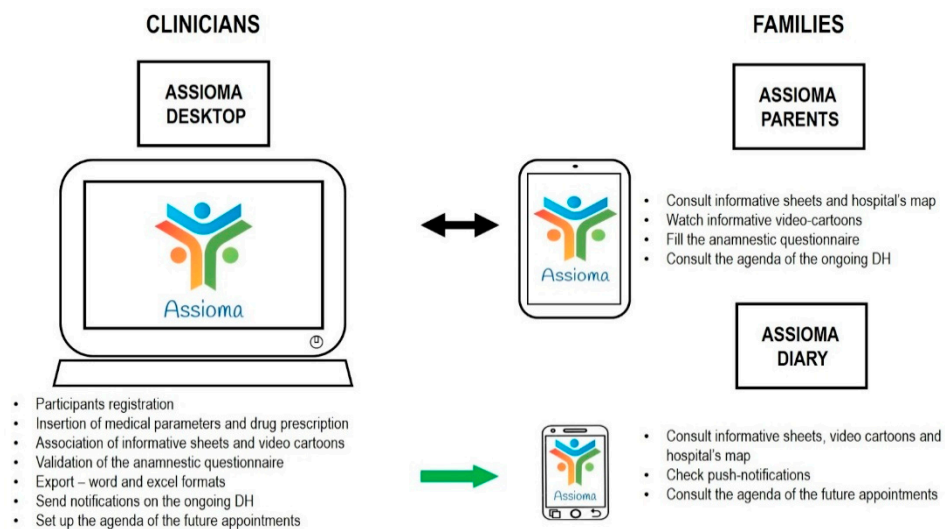 CLINICIANS
ASSIOMA
DESKTOP
Assioma
• Participants registration
• Insertion of medical parameters and drug prescription
• Association of informative sheets and video cartoons
• Validation of the anamnestic questionnaire
• Export – word and excel formats
• Send notifications on the ongoing DH
• Set up the agenda of the future appointments
FAMILIES
ASSIOMA
PARENTS
Assioma
• Consult informative sheets and hospital's map
• Watch informative video-cartoons
• Fill the anamnestic questionnaire
• Consult the agenda of the ongoing DH
ASSIOMA
DIARY
Assioma
• Consult informative sheets, video cartoons and
hospital's map
• Check push-notifications
• Consult the agenda of the future appointments